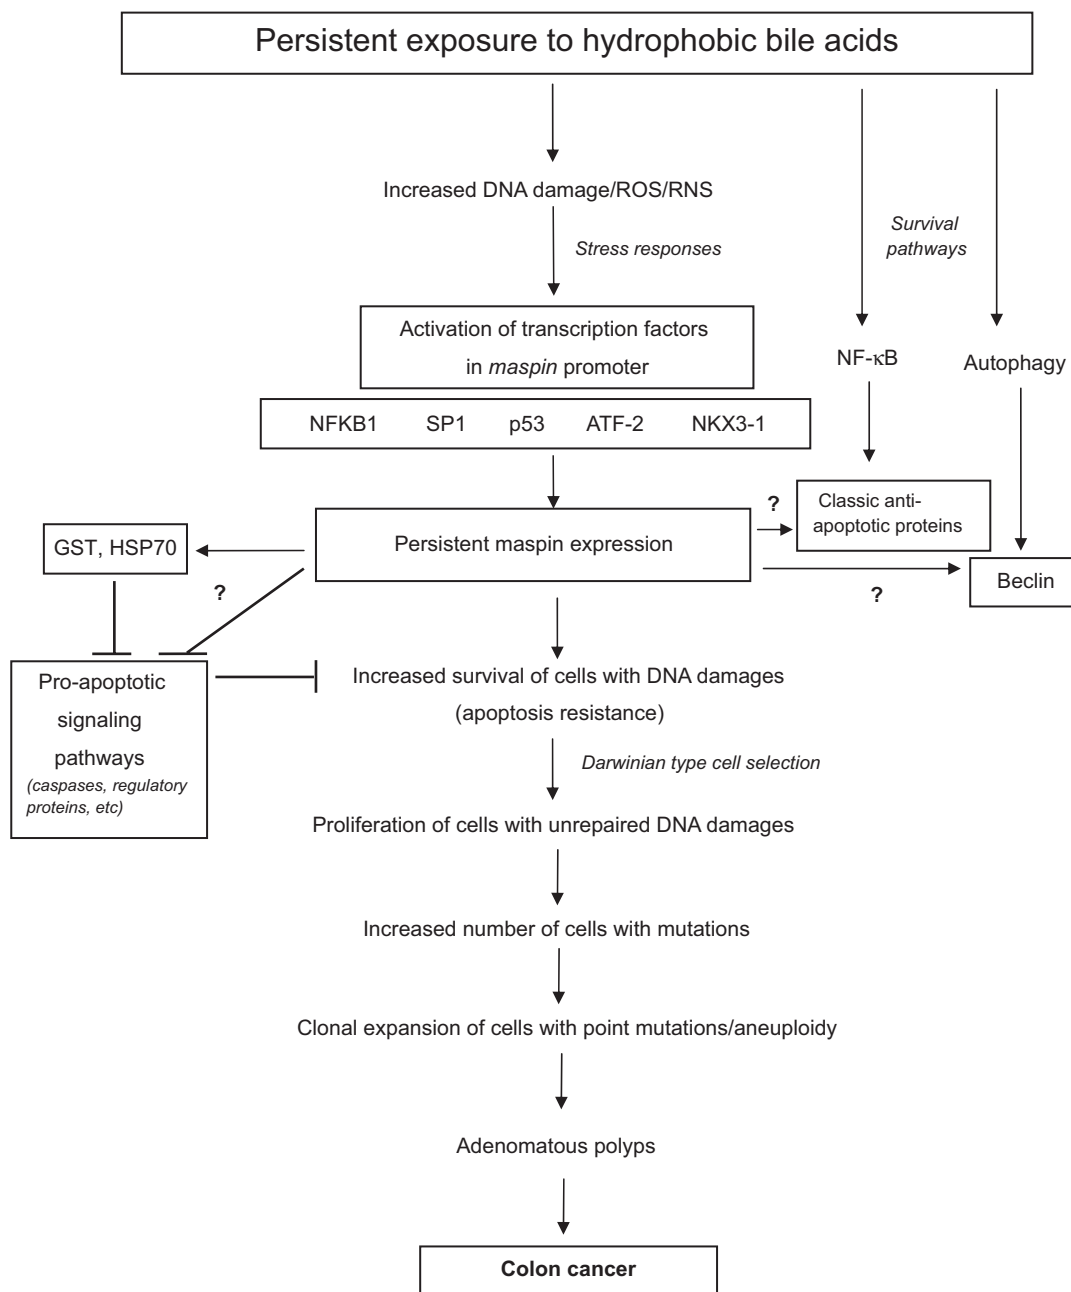 Persistent exposure to hydrophobic bile acids
Increased DNA damage/ROS/RNS
Stress responses
Survival
pathways
Activation of transcription factors
in maspin promoter
NF-κB
Autophagy
NFKB1 SP1 p53 ATF-2 NKX3-1
?
Classic anti-
apoptotic proteins
GST, HSP70
Persistent maspin expression
?
?
Beclin
Pro-apoptotic
signaling
pathways
(caspases, regulatory
proteins, etc)
Increased survival of cells with DNA damages
(apoptosis resistance)
Darwinian type cell selection
Proliferation of cells with unrepaired DNA damages
Increased number of cells with mutations
Clonal expansion of cells with point mutations/aneuploidy
Adenomatous polyps
Colon cancer